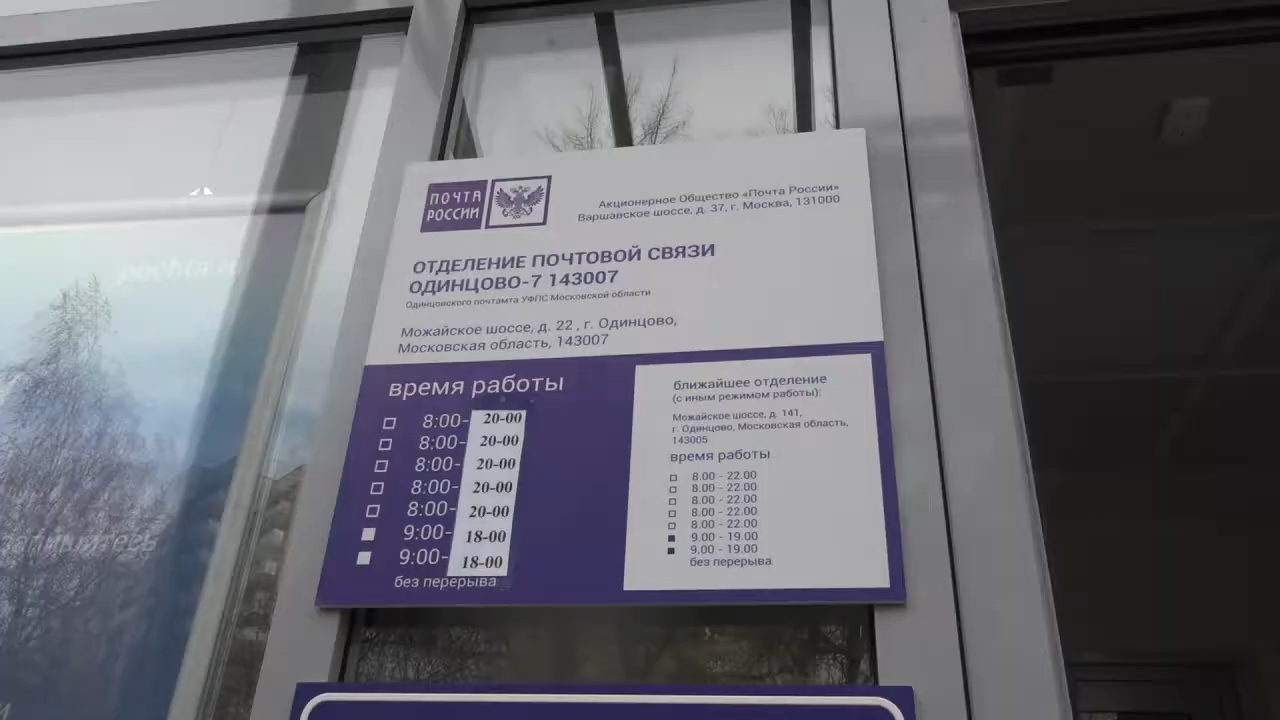 ПОЧТА
РОССИИ
Акционерное Общество «Почта России»
Варшавское шоссе, д. 37, г. Москва, 131000
ОТДЕЛЕНИЕ ПОЧТОВОЙ СВЯЗИ
ОДИНЦОВО-7 143007
Одинцовского почтамта УФПС Московской области
Можайское шоссе, д. 22 , г. Одинцово,
Московская область, 143007
время работы
8:00- 20-00
8:00- 20-00
8:00- 20-00
8:00- 20-00
8:00- 20-00
9:00- 18-00
9:00- 18-00
без перерыва
ближайшее отделение
(с иным режимом работы):
Можайское шоссе, д. 141,
г. Одинцово, Московская область,
143005
время работы
8.00 - 22.00
8.00 - 22.00
8.00 - 22.00
8.00 - 22.00
8.00 - 22.00
9.00 - 19.00
9.00 - 19.00
без перерыва